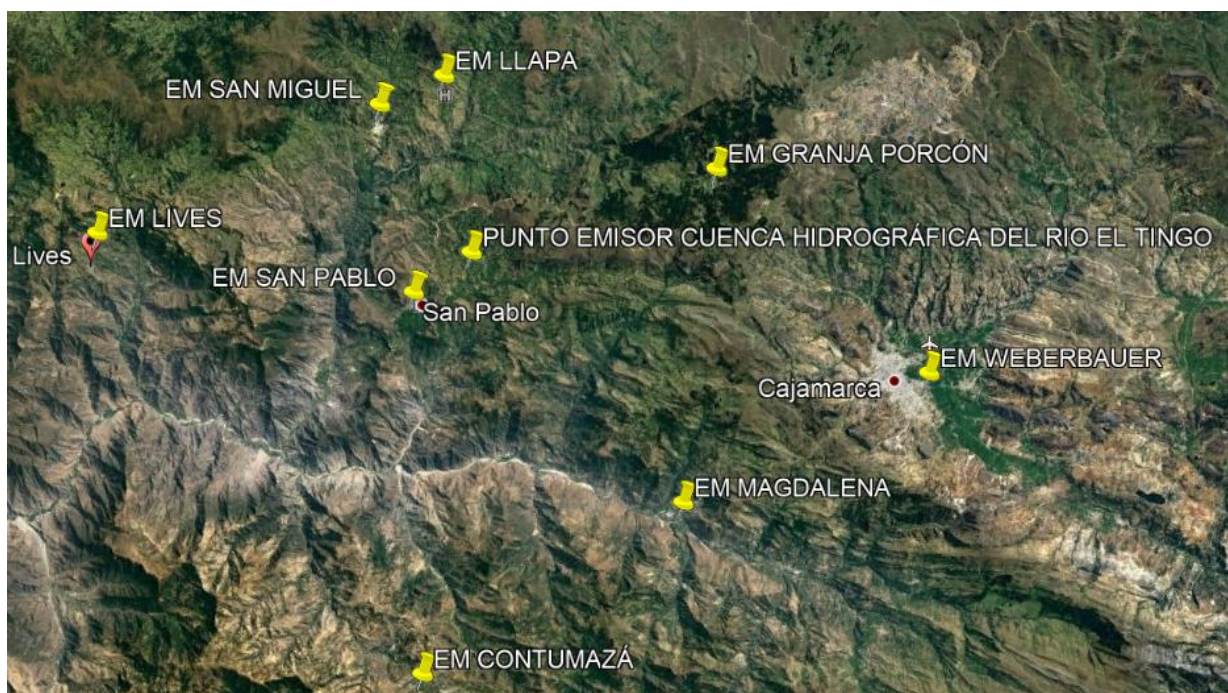 EM LLAPA
EM SAN MIGUEL
EM GRANJA PORCÓN
EM LIVES
Lives
PUNTO EMISOR CUENCA HIDROGRÁFICA DEL RIO EL TINGO
EM SAN PABLO
San Pablo
EM WEBERBAUER
Cajamarca
EM MAGDALENA
EM CONTUMAZÁ